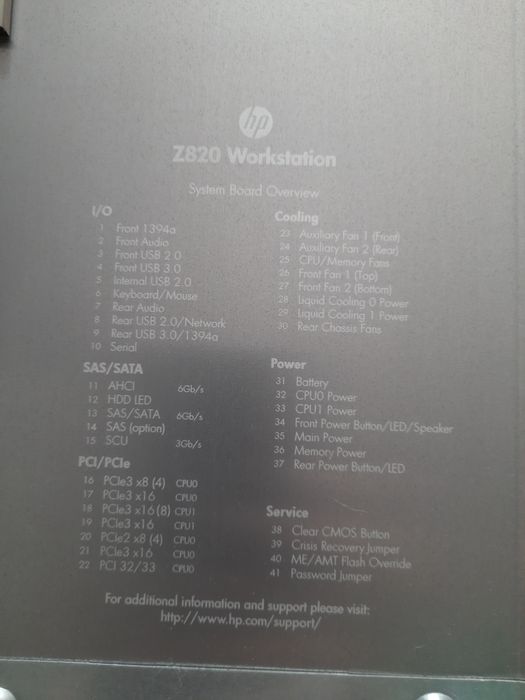 hp
Z820 Workstation
System Board Overview
I/O
1 Front 1394a
2 Front Audio
3 Front USB 2.0
4 Front USB 3.0
5 Internal USB 2.0
6 Keyboard/Mouse
7 Rear Audio
8 Rear USB 2.0/Network
9 Rear USB 3.0/1394a
10 Serial
SAS/SATA
11 AHCI 6Gb/s
12 HDD LED
13 SAS/SATA 6Gb/s
14 SAS (option)
15 SCU 3Gb/s
PCI/PCIe
16 PCIe3 x8 (4) CPU0
17 PCIe3 x16 CPU0
18 PCIe3 x16(8) CPU1
19 PCIe3 x16 CPU1
20 PCIe2 x8 (4) CPU0
21 PCIe3 x16 CPU0
22 PCI 32/33 CPU0
Cooling
23 Auxiliary Fan 1 (Front)
24 Auxiliary Fan 2 (Rear)
25 CPU/Memory Fans
26 Front Fan 1 (Top)
27 Front Fan 2 (Bottom)
28 Liquid Cooling 0 Power
29 Liquid Cooling 1 Power
30 Rear Chassis Fans
Power
31 Battery
32 CPU0 Power
33 CPU1 Power
34 Front Power Button/LED/Speaker
35 Main Power
36 Memory Power
37 Rear Power Button/LED
Service
38 Clear CMOS Button
39 Crisis Recovery Jumper
40 ME/AMT Flash Override
41 Password Jumper
For additional information and support please visit:
http://www.hp.com/support/